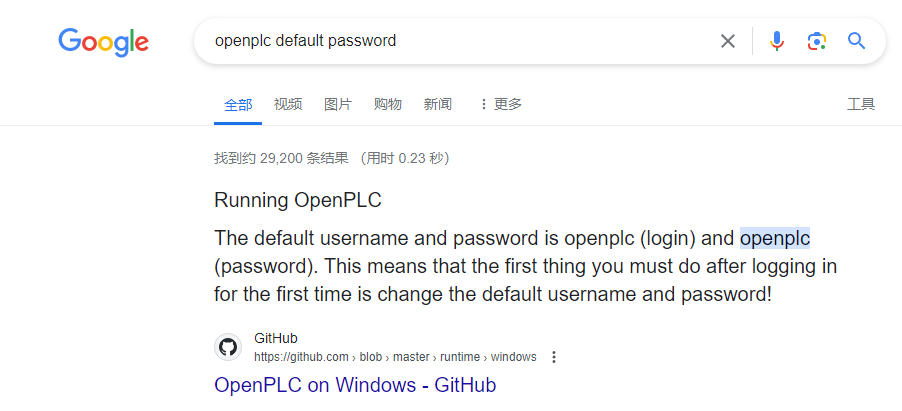 Google
openplc default password
全部 视频 图片 购物 新闻 更多 工具
找到约 29,200 条结果 （用时 0.23 秒）
Running OpenPLC
The default username and password is openplc (login) and openplc
(password). This means that the first thing you must do after logging in
for the first time is change the default username and password!
GitHub
https://github.com › blob › master › runtime › windows
OpenPLC on Windows - GitHub